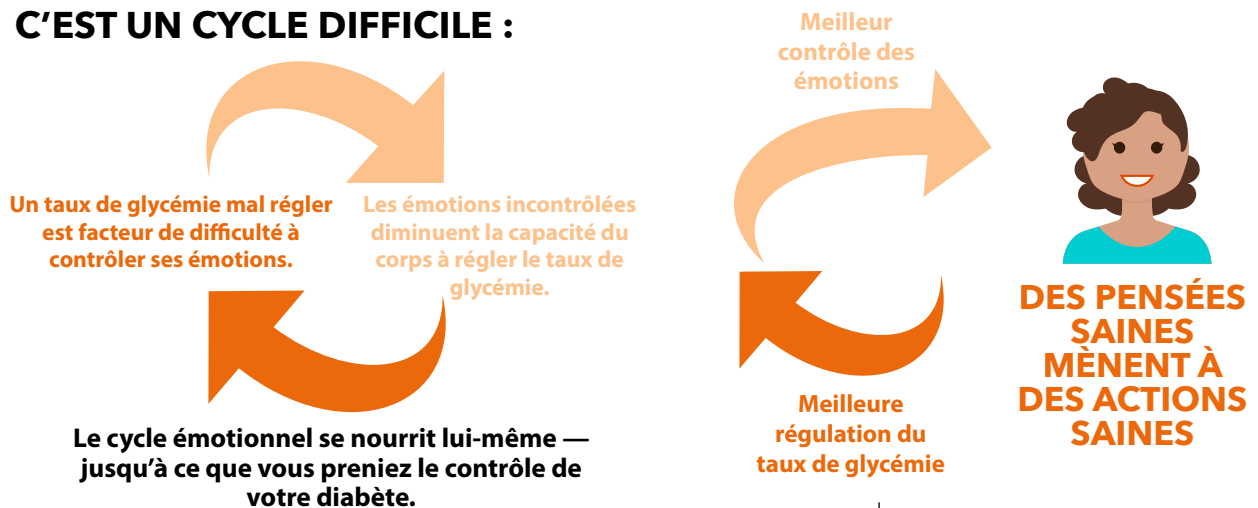 C'EST UN CYCLE DIFFICILE :
Un taux de glycémie mal régler
est facteur de difficulté à
contrôler ses émotions.
Les émotions incontrôlées
diminuent la capacité du
corps à régler le taux de
glycémie.
Le cycle émotionnel se nourrit lui-même —
jusqu'à ce que vous preniez le contrôle de
votre diabète.
Meilleur
contrôle des
émotions
Meilleure
régulation du
taux de glycémie
DES PENSÉES
SAINES
MÈNENT À
DES ACTIONS
SAINES